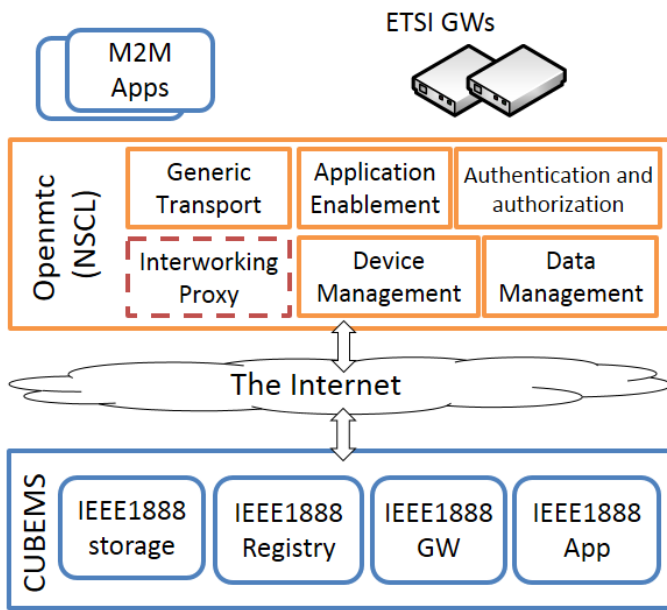 M2M
Apps
ETSI GWs
Openmtc
(NSCL)
Generic
Transport
Application
Enablement
Authentication and
authorization
Interworking
Proxy
Device
Management
Data
Management
The Internet
CUBEMS
IEEE1888
storage
IEEE1888
Registry
IEEE1888
GW
IEEE1888
App